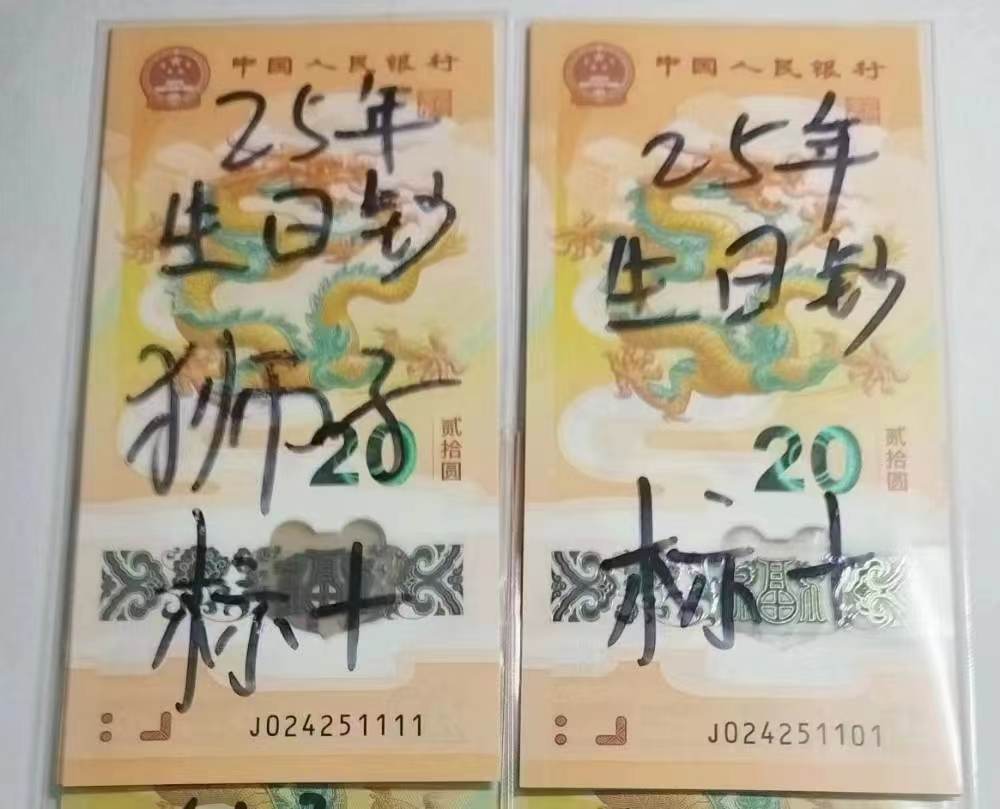 中国人民银行
25年
生日钞
狮子
20
贰拾圆
标十
J024251111
中国人民银行
25年
生日钞
20
贰拾圆
标十
福
J024251101